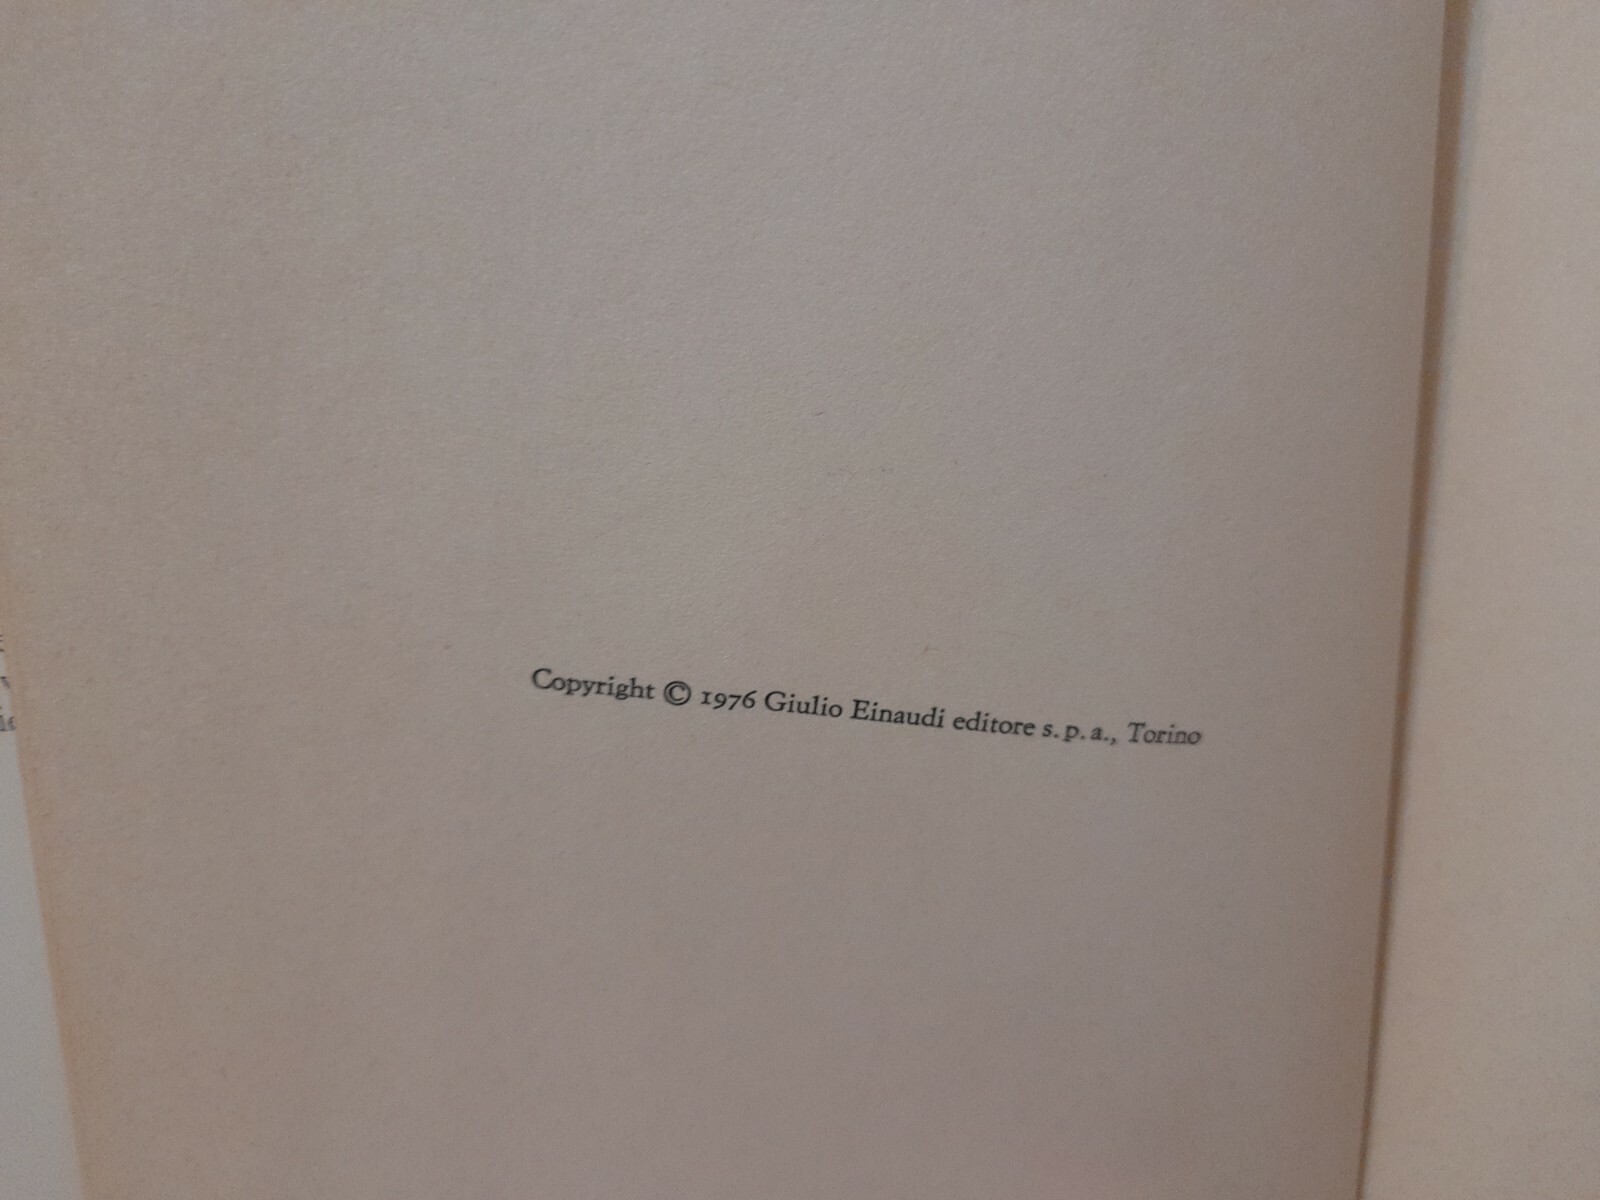 Copyright © 1976 Giulio Einaudi editore s.p.a., Torino